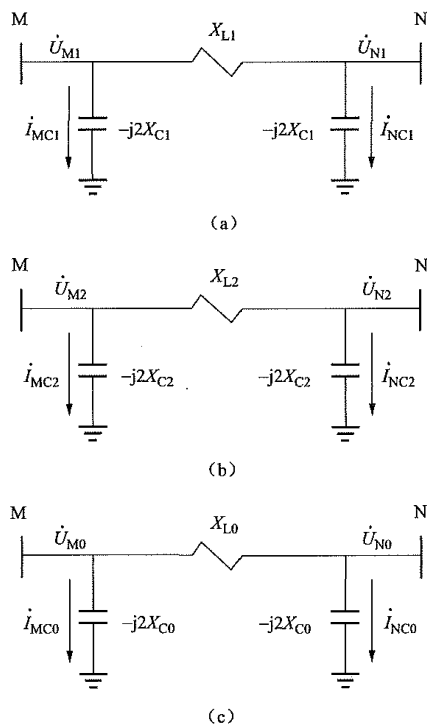 M N
U̇M1 XL1 U̇N1
İMC1 −j2XC1 −j2XC1 İNC1
(a)
M N
U̇M2 XL2 U̇N2
İMC2 −j2XC2 −j2XC2 İNC2
(b)
M N
U̇M0 XL0 U̇N0
İMC0 −j2XC0 −j2XC0 İNC0
(c)